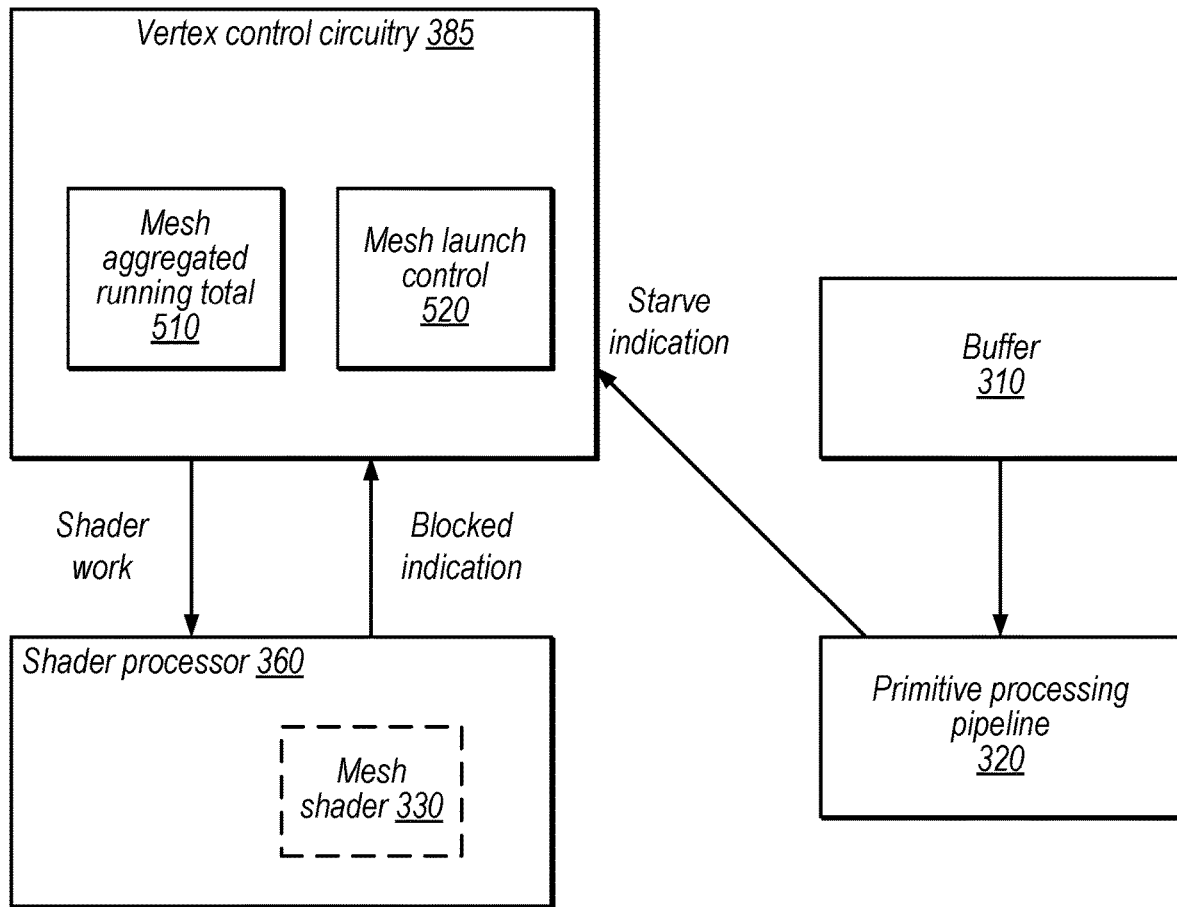 Vertex control circuitry 385
Mesh
aggregated
running total
510
Mesh launch
control
520
Starve
indication
Buffer
310
Shader
work
Blocked
indication
Shader processor 360
Mesh
shader 330
Primitive processing
pipeline
320